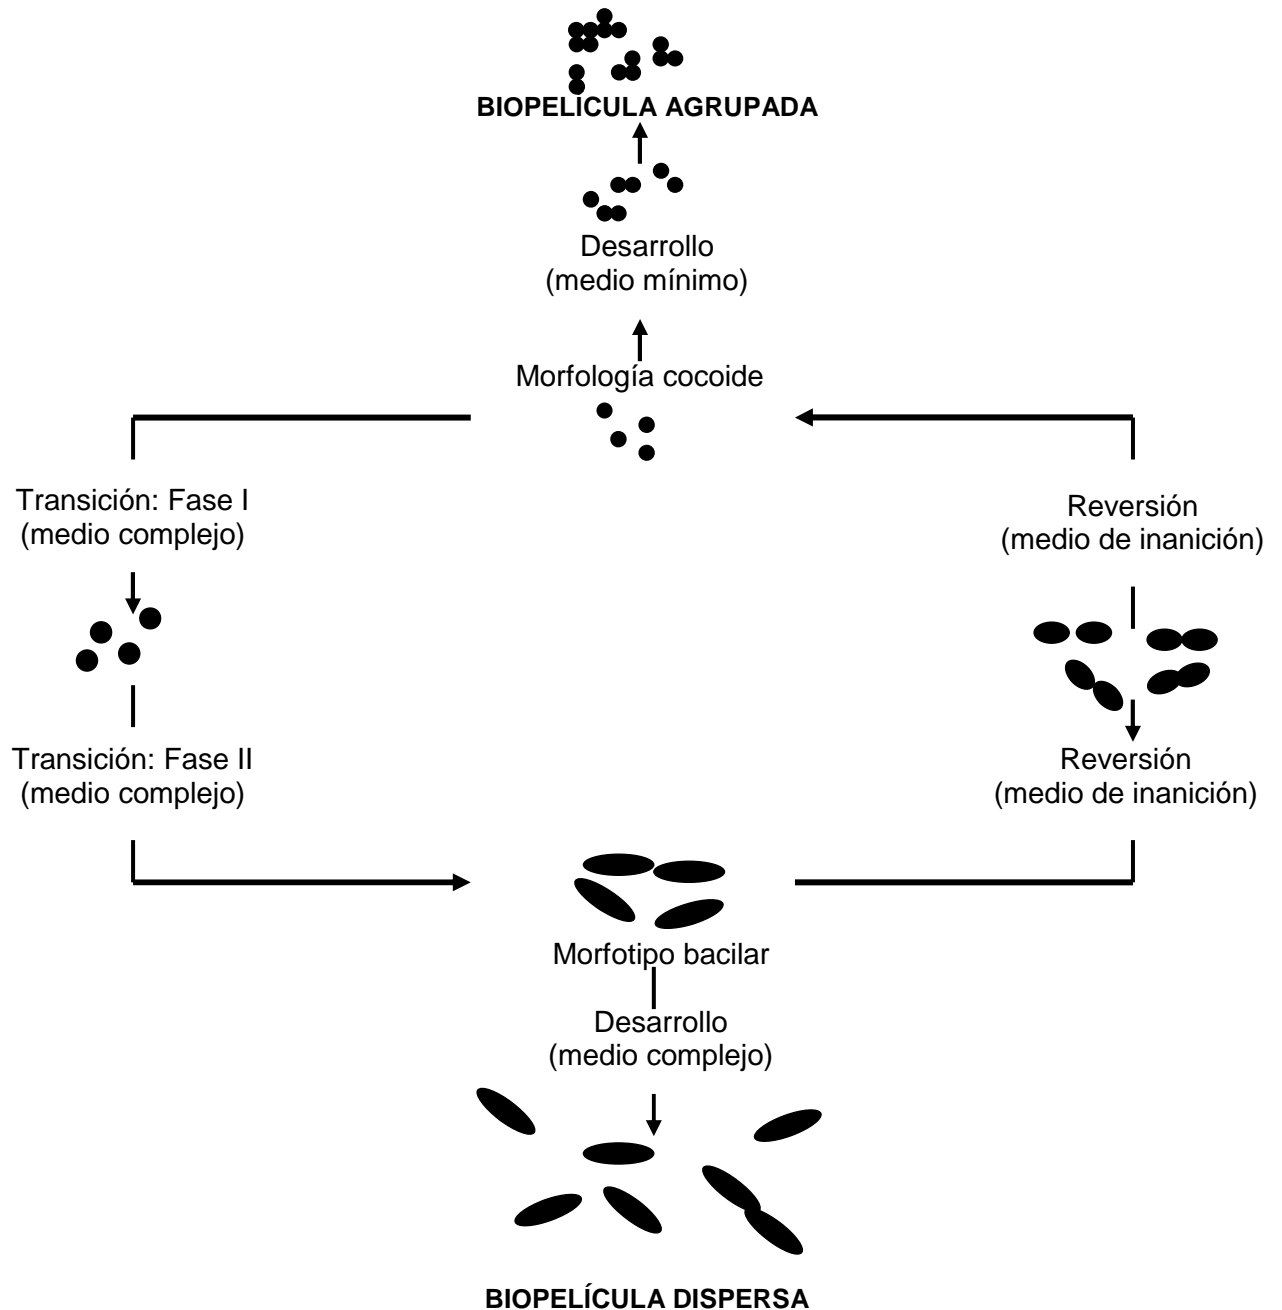 BIOPELÍCULA AGRUPADA
Desarrollo
(medio mínimo)
Morfología cocoide
Transición: Fase I
(medio complejo)
Reversión
(medio de inanición)
Transición: Fase II
(medio complejo)
Reversión
(medio de inanición)
Morfotipo bacilar
Desarrollo
(medio complejo)
BIOPELÍCULA DISPERSA